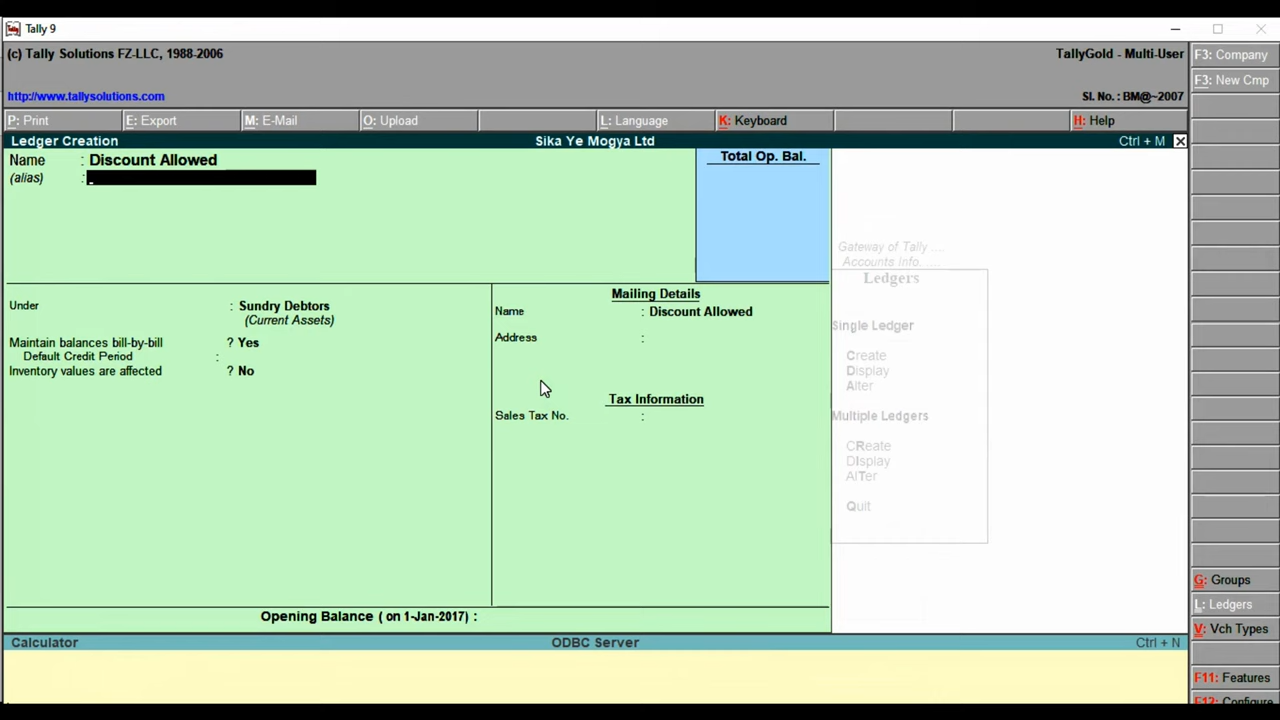 Tally 9
(c) Tally Solutions FZ-LLC, 1988-2006
TallyGold - Multi-User
http://www.tallysolutions.com
Sl. No. : BM@~2007
P: Print
E: Export
M: E-Mail
O: Upload
L: Language
K: Keyboard
H: Help
Ledger Creation
Sika Ye Mogya Ltd
Ctrl + M
Name : Discount Allowed
(alias) :
Total Op. Bal.
Under : Sundry Debtors
(Current Assets)
Maintain balances bill-by-bill ? Yes
Default Credit Period :
Inventory values are affected ? No
Mailing Details
Name : Discount Allowed
Address :
Tax Information
Sales Tax No. :
Opening Balance ( on 1-Jan-2017) :
Gateway of Tally ....
Accounts Info. ....
Ledgers
Single Ledger
Create
Display
Alter
Multiple Ledgers
CReate
DIsplay
AlTer
Quit
F3: Company
F3: New Cmp
G: Groups
L: Ledgers
V: Vch Types
F11: Features
F12: Configure
Calculator
ODBC Server
Ctrl + N